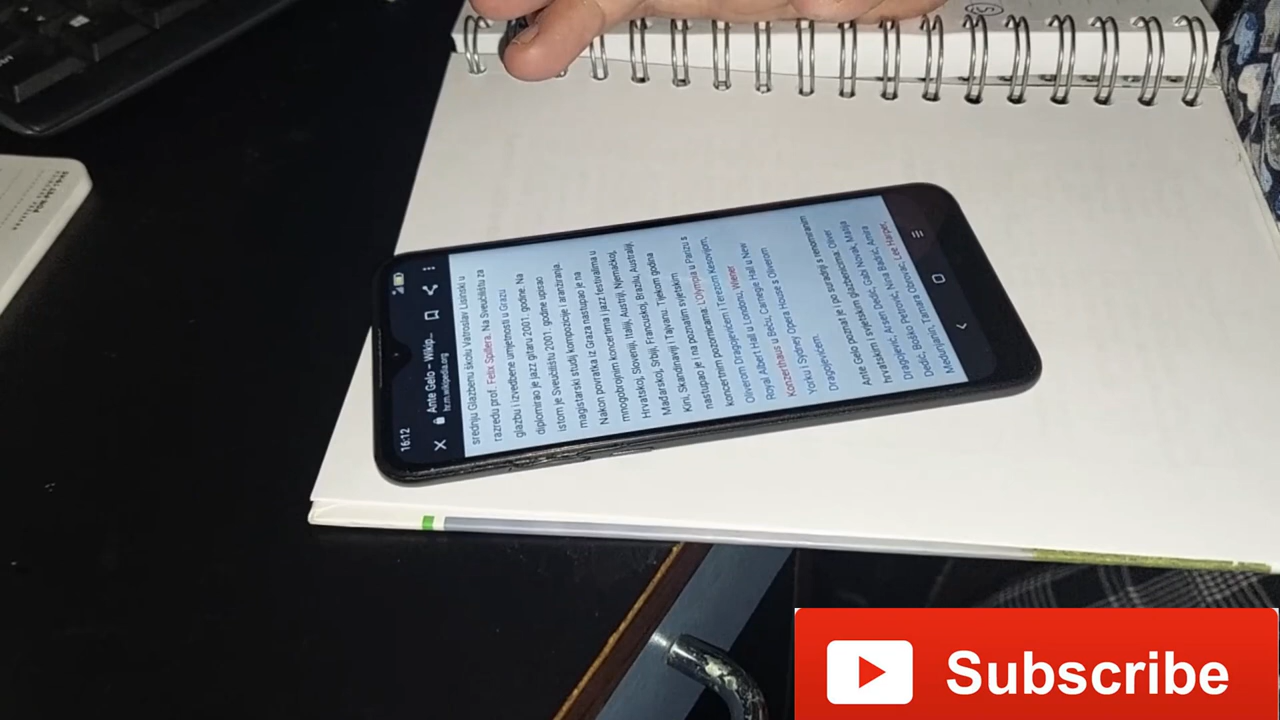 16:12
Ante Gelo – Wikip...
hr.m.wikipedia.org
srednju Glazbenu školu Vatroslav Lisinski u
razredu prof. Felix Spillera. Na Sveučilištu za
glazbu i izvedbene umjetnosti u Grazu
diplomirao je jazz gitaru 2001. godine. Na
istom je Sveučilištu 2001. godine upisao
magistarski studij kompozicije i aranžiranja.
Nakon povratka iz Graza nastupao je na
mnogobrojnim koncertima i jazz festivalima u
Hrvatskoj, Sloveniji, Italiji, Austriji, Njemačkoj,
Mađarskoj, Srbiji, Francuskoj, Brazilu, Australiji,
Kini, Skandinaviji i Tajvanu. Tijekom godina
nastupao je i na poznatim svjetskim
koncertnim pozornicama: L'Olympia u Parizu s
Oliverom Dragojevićem i Terezom Kesovijom,
Royal Albert Hall u Londonu, Wiener
Konzerthaus u Beču, Carnegie Hall u New
Yorku i Sydney Opera House s Oliverom
Dragojevićem.
Ante Gelo poznat je i po suradnji s renomiranim
hrvatskim i svjetskim glazbenicima: Oliver
Dragojević, Arsen Dedić, Gabi Novak, Matija
Dedić, Boško Petrović, Nina Badrić, Amira
Medunjanin, Tamara Obrovac, Lee Harper,
Subscribe